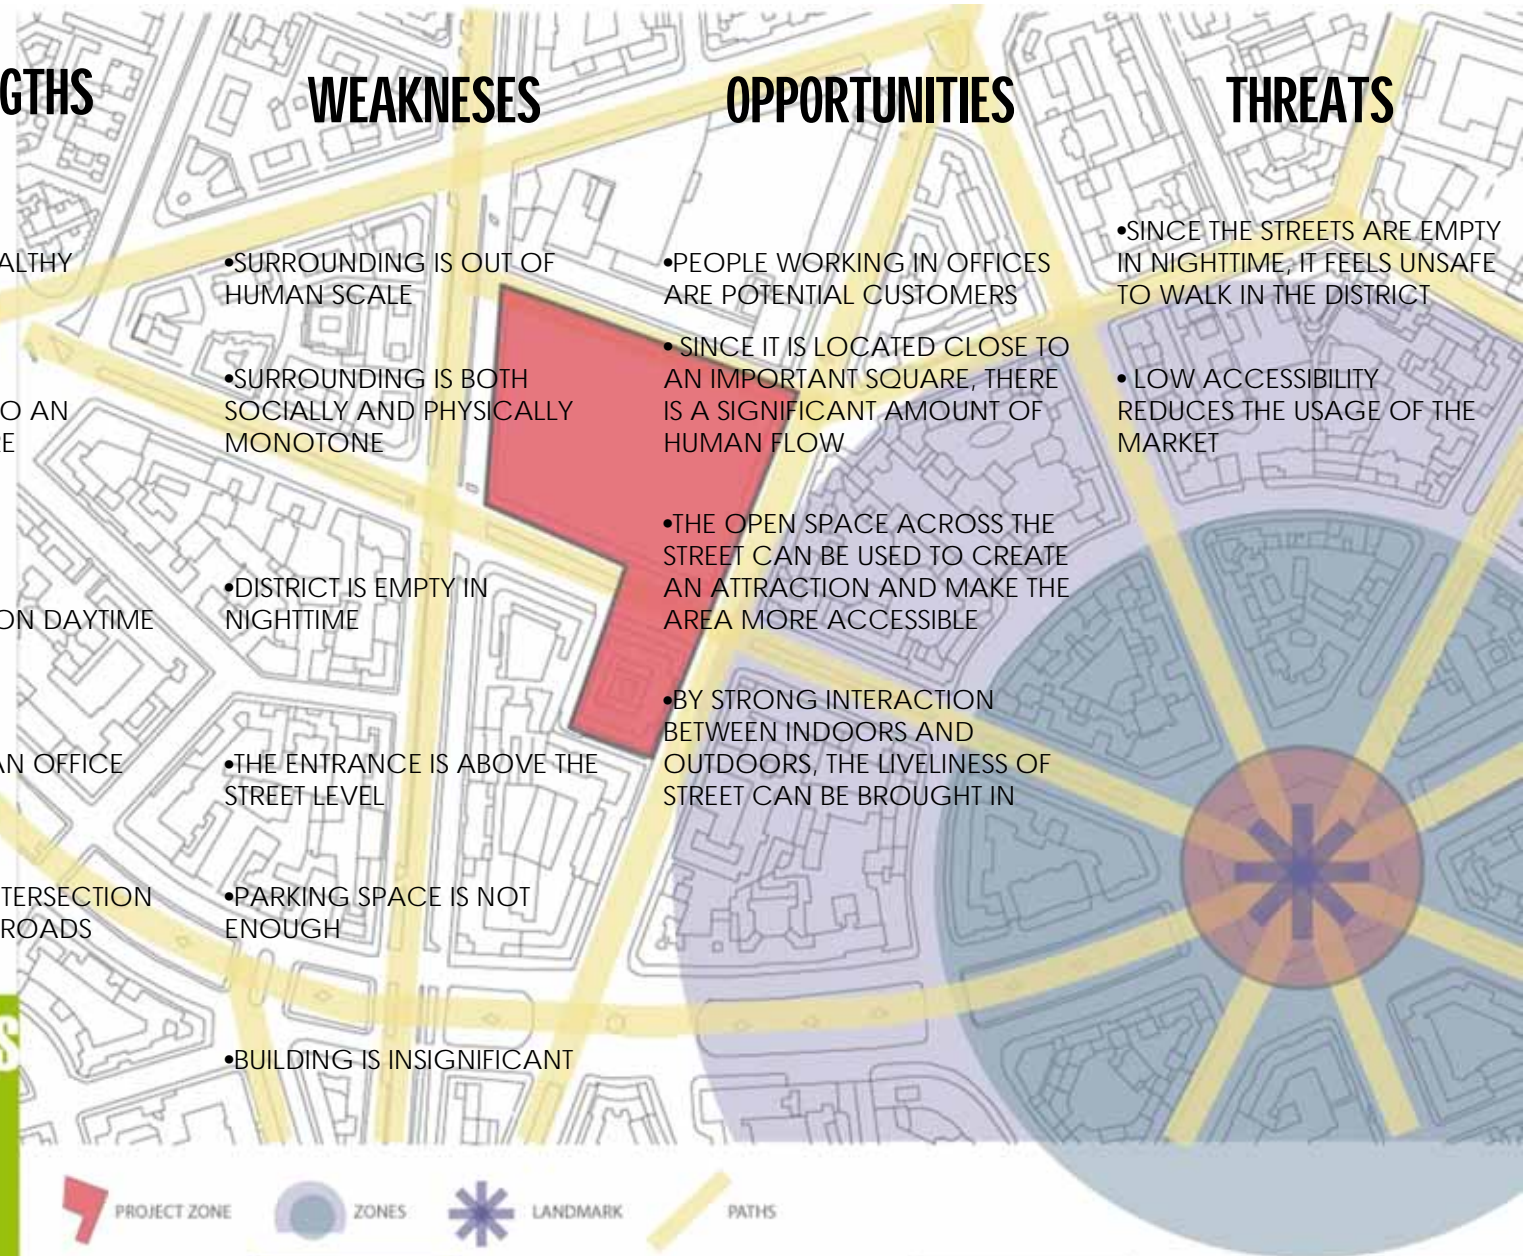 GTHS
ALTHY
O AN
RE
ON DAYTIME
AN OFFICE
TERSECTION
ROADS
S
WEAKNESES
•SURROUNDING IS OUT OF
HUMAN SCALE
•SURROUNDING IS BOTH
SOCIALLY AND PHYSICALLY
MONOTONE
•DISTRICT IS EMPTY IN
NIGHTTIME
•THE ENTRANCE IS ABOVE THE
STREET LEVEL
•PARKING SPACE IS NOT
ENOUGH
•BUILDING IS INSIGNIFICANT
OPPORTUNITIES
•PEOPLE WORKING IN OFFICES
ARE POTENTIAL CUSTOMERS
• SINCE IT IS LOCATED CLOSE TO
AN IMPORTANT SQUARE, THERE
IS A SIGNIFICANT AMOUNT OF
HUMAN FLOW
•THE OPEN SPACE ACROSS THE
STREET CAN BE USED TO CREATE
AN ATTRACTION AND MAKE THE
AREA MORE ACCESSIBLE
•BY STRONG INTERACTION
BETWEEN INDOORS AND
OUTDOORS, THE LIVELINESS OF
STREET CAN BE BROUGHT IN
THREATS
•SINCE THE STREETS ARE EMPTY
IN NIGHTTIME, IT FEELS UNSAFE
TO WALK IN THE DISTRICT
• LOW ACCESSIBILITY
REDUCES THE USAGE OF THE
MARKET
PROJECT ZONE
ZONES
LANDMARK
PATHS